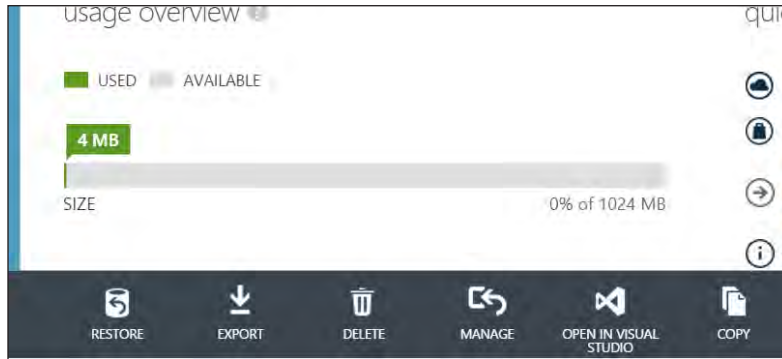 usage overview
USED AVAILABLE
4 MB
SIZE 0% of 1024 MB
RESTORE EXPORT DELETE MANAGE OPEN IN VISUAL STUDIO COPY